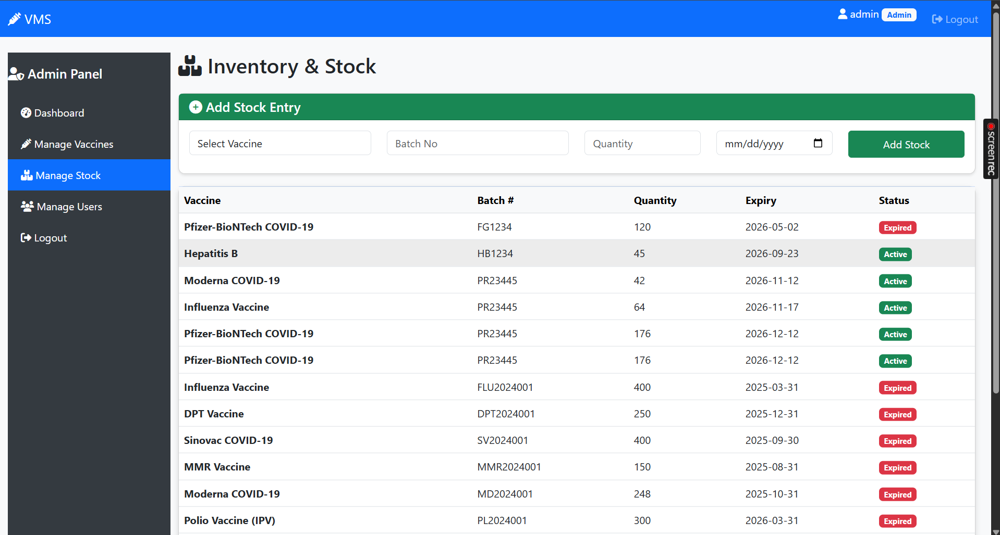 VMS
admin Admin
Logout
Admin Panel
Dashboard
Manage Vaccines
Manage Stock
Manage Users
Logout
Inventory & Stock
Add Stock Entry
Select Vaccine Batch No Quantity mm/dd/yyyy Add Stock
Vaccine Batch # Quantity Expiry Status
Pfizer-BioNTech COVID-19 FG1234 120 2026-05-02 Expired
Hepatitis B HB1234 45 2026-09-23 Active
Moderna COVID-19 PR23445 42 2026-11-12 Active
Influenza Vaccine PR23445 64 2026-11-17 Active
Pfizer-BioNTech COVID-19 PR23445 176 2026-12-12 Active
Pfizer-BioNTech COVID-19 PR23445 176 2026-12-12 Active
Influenza Vaccine FLU2024001 400 2025-03-31 Expired
DPT Vaccine DPT2024001 250 2025-12-31 Expired
Sinovac COVID-19 SV2024001 400 2025-09-30 Expired
MMR Vaccine MMR2024001 150 2025-08-31 Expired
Moderna COVID-19 MD2024001 248 2025-10-31 Expired
Polio Vaccine (IPV) PL2024001 300 2026-03-31 Expired
screenrec